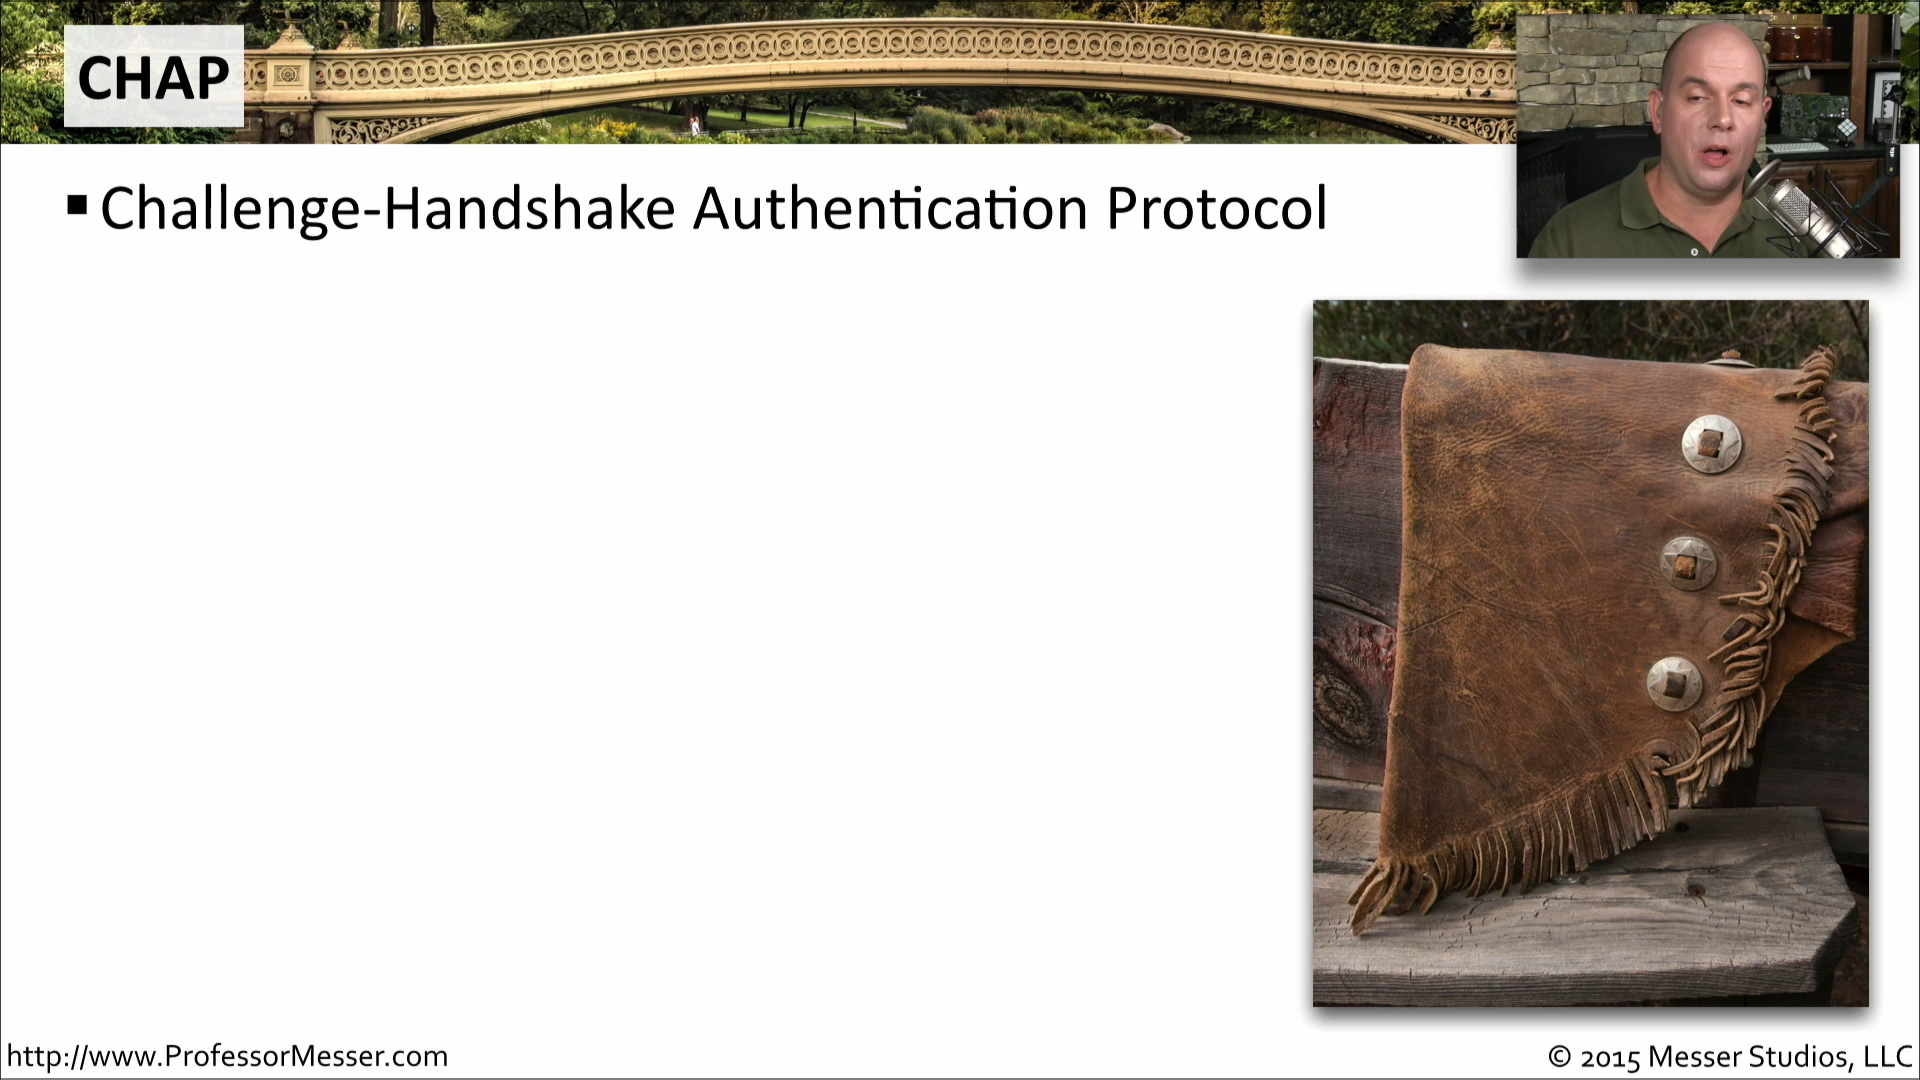 CHAP
▪ Challenge-Handshake Authentication Protocol
http://www.ProfessorMesser.com
© 2015 Messer Studios, LLC